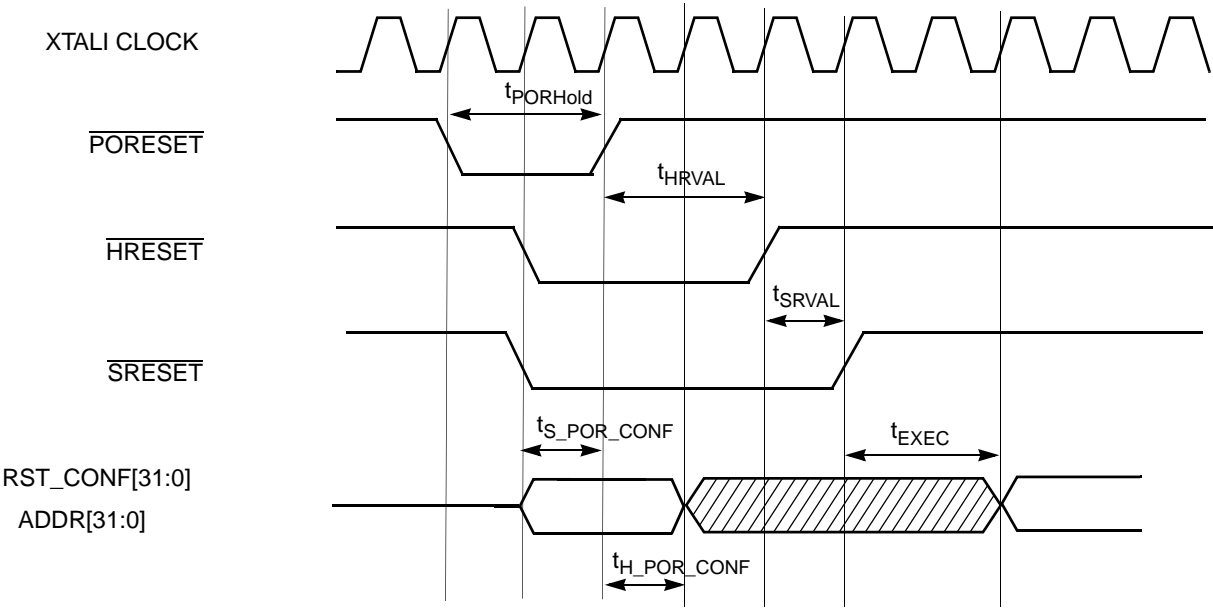 XTALI CLOCK
tPORHold
PORESET
tHRVAL
HRESET
tSRVAL
SRESET
tS_POR_CONF
tEXEC
RST_CONF[31:0]
ADDR[31:0]
tH_POR_CONF